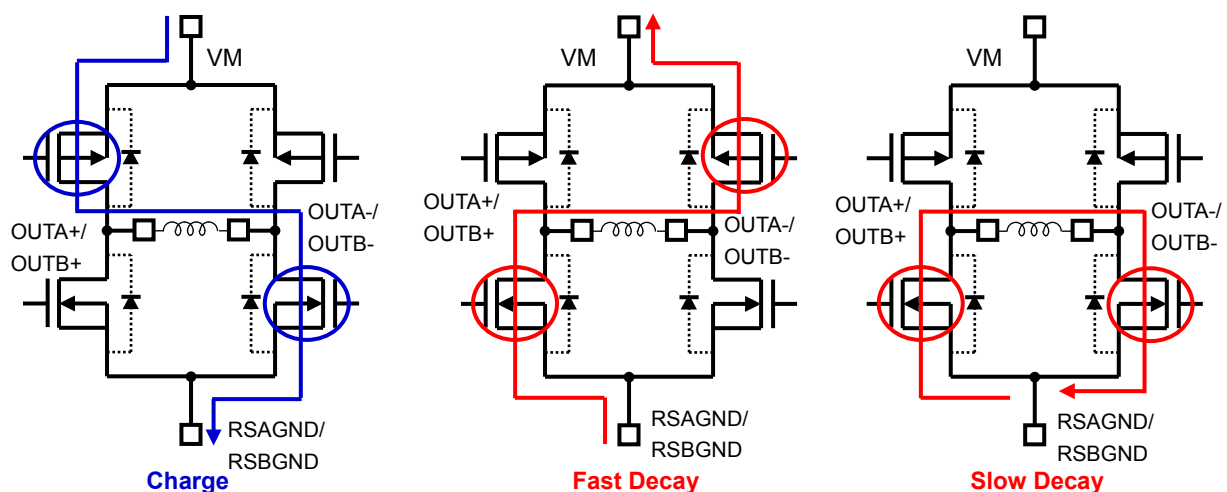 VM
OUTA+/
OUTB+
OUTA-/
OUTB-
RSAGND/
RSBGND
Charge
VM
OUTA+/
OUTB+
OUTA-/
OUTB-
RSAGND/
RSBGND
Fast Decay
VM
OUTA+/
OUTB+
OUTA-/
OUTB-
RSAGND/
RSBGND
Slow Decay